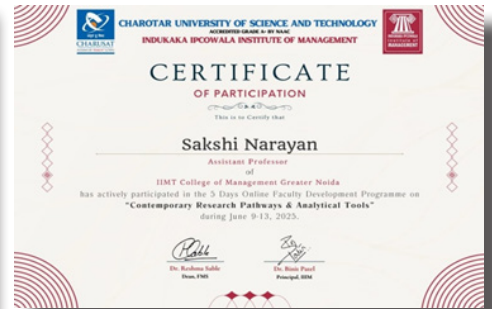 CHAROTAR UNIVERSITY OF SCIENCE AND TECHNOLOGY
ACCREDITED GRADE A+ BY NAAC
INDUKAKA IPCOWALA INSTITUTE OF MANAGEMENT
CHARUSAT
MANAGEMENT
CERTIFICATE
OF PARTICIPATION
This is to Certify that
Sakshi Narayan
Assistant Professor
of
IIMT College of Management Greater Noida
has actively participated in the 5 Days Online Faculty Development Programme on
"Contemporary Research Pathways & Analytical Tools"
during June 9-13, 2025.
Dr. Reshma Sable
Dean, FMS
Dr. Binit Patel
Principal, IIIM